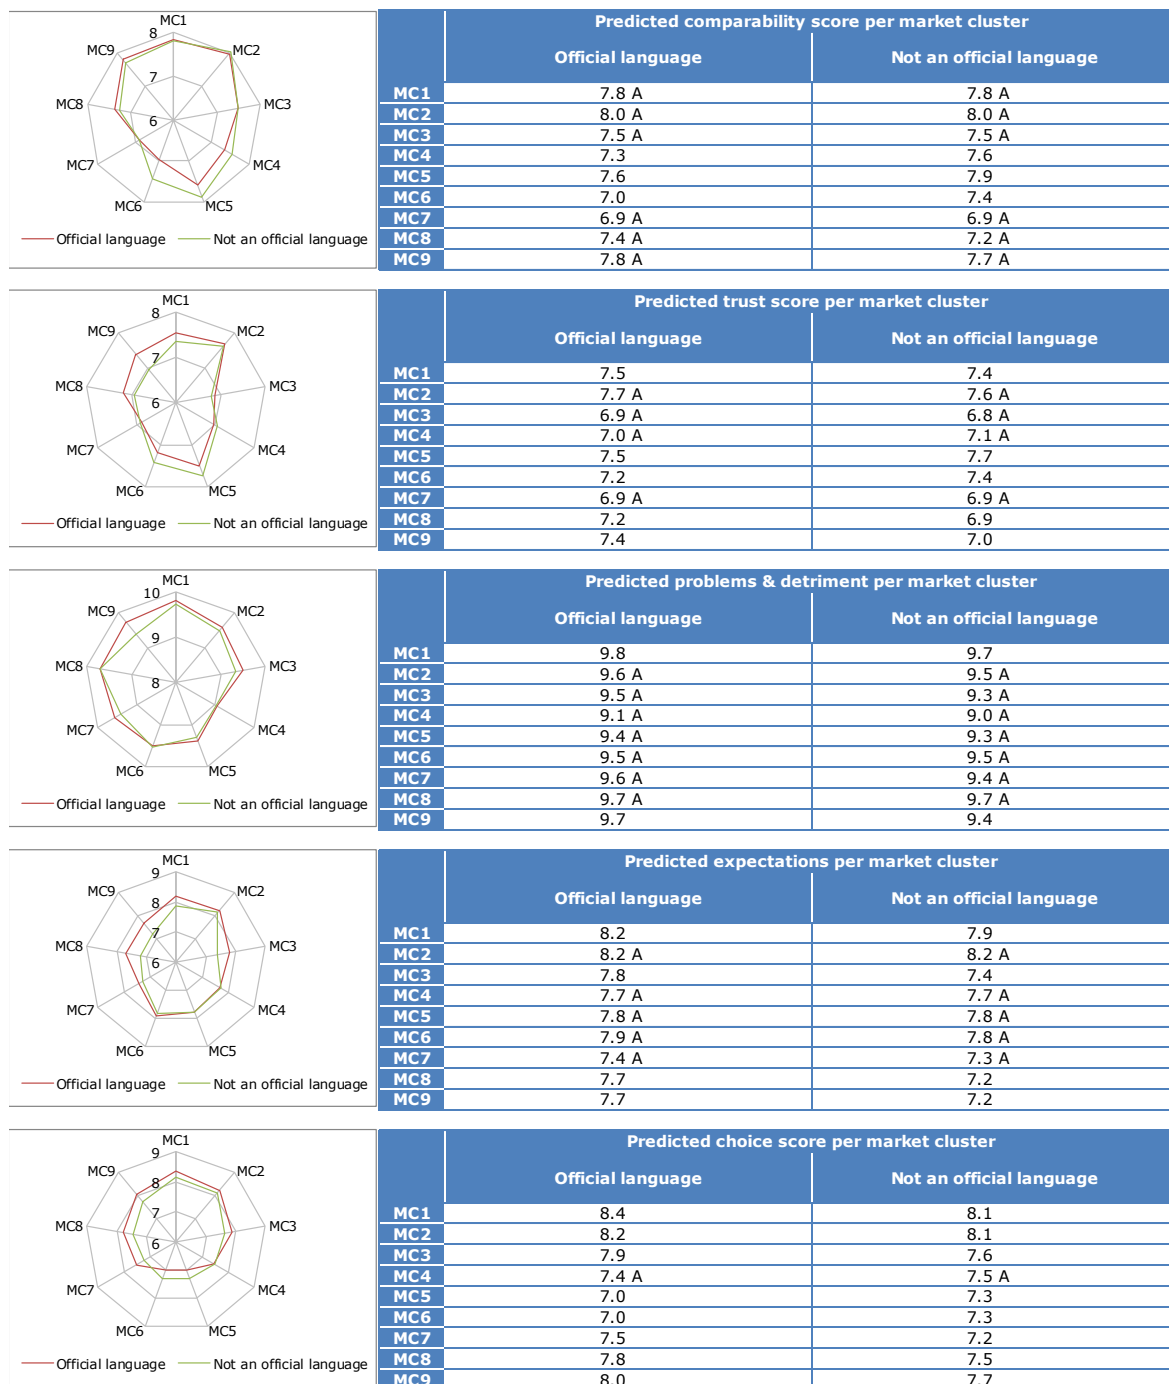 MC1
8
MC9
MC2
7
MC8
MC3
6
MC7
MC4
MC6
MC5
Official language Not an official language
Predicted comparability score per market cluster
Official language Not an official language
MC1 7.8 A 7.8 A
MC2 8.0 A 8.0 A
MC3 7.5 A 7.5 A
MC4 7.3 7.6
MC5 7.6 7.9
MC6 7.0 7.4
MC7 6.9 A 6.9 A
MC8 7.4 A 7.2 A
MC9 7.8 A 7.7 A
MC1
8
MC9
MC2
7
MC8
MC3
6
MC7
MC4
MC6
MC5
Official language Not an official language
Predicted trust score per market cluster
Official language Not an official language
MC1 7.5 7.4
MC2 7.7 A 7.6 A
MC3 6.9 A 6.8 A
MC4 7.0 A 7.1 A
MC5 7.5 7.7
MC6 7.2 7.4
MC7 6.9 A 6.9 A
MC8 7.2 6.9
MC9 7.4 7.0
MC1
10
MC9
MC2
9
MC8
MC3
8
MC7
MC4
MC6
MC5
Official language Not an official language
Predicted problems & detriment per market cluster
Official language Not an official language
MC1 9.8 9.7
MC2 9.6 A 9.5 A
MC3 9.5 A 9.3 A
MC4 9.1 A 9.0 A
MC5 9.4 A 9.3 A
MC6 9.5 A 9.5 A
MC7 9.6 A 9.4 A
MC8 9.7 A 9.7 A
MC9 9.7 9.4
MC1
9
MC9
MC2
8
7
MC8
MC3
6
MC7
MC4
MC6
MC5
Official language Not an official language
Predicted expectations per market cluster
Official language Not an official language
MC1 8.2 7.9
MC2 8.2 A 8.2 A
MC3 7.8 7.4
MC4 7.7 A 7.7 A
MC5 7.8 A 7.8 A
MC6 7.9 A 7.8 A
MC7 7.4 A 7.3 A
MC8 7.7 7.2
MC9 7.7 7.2
MC1
9
MC9
MC2
8
7
MC8
MC3
6
MC7
MC4
MC6
MC5
Official language Not an official language
Predicted choice score per market cluster
Official language Not an official language
MC1 8.4 8.1
MC2 8.2 8.1
MC3 7.9 7.6
MC4 7.4 A 7.5 A
MC5 7.0 7.3
MC6 7.0 7.3
MC7 7.5 7.2
MC8 7.8 7.5
MC9 8.0 7.7